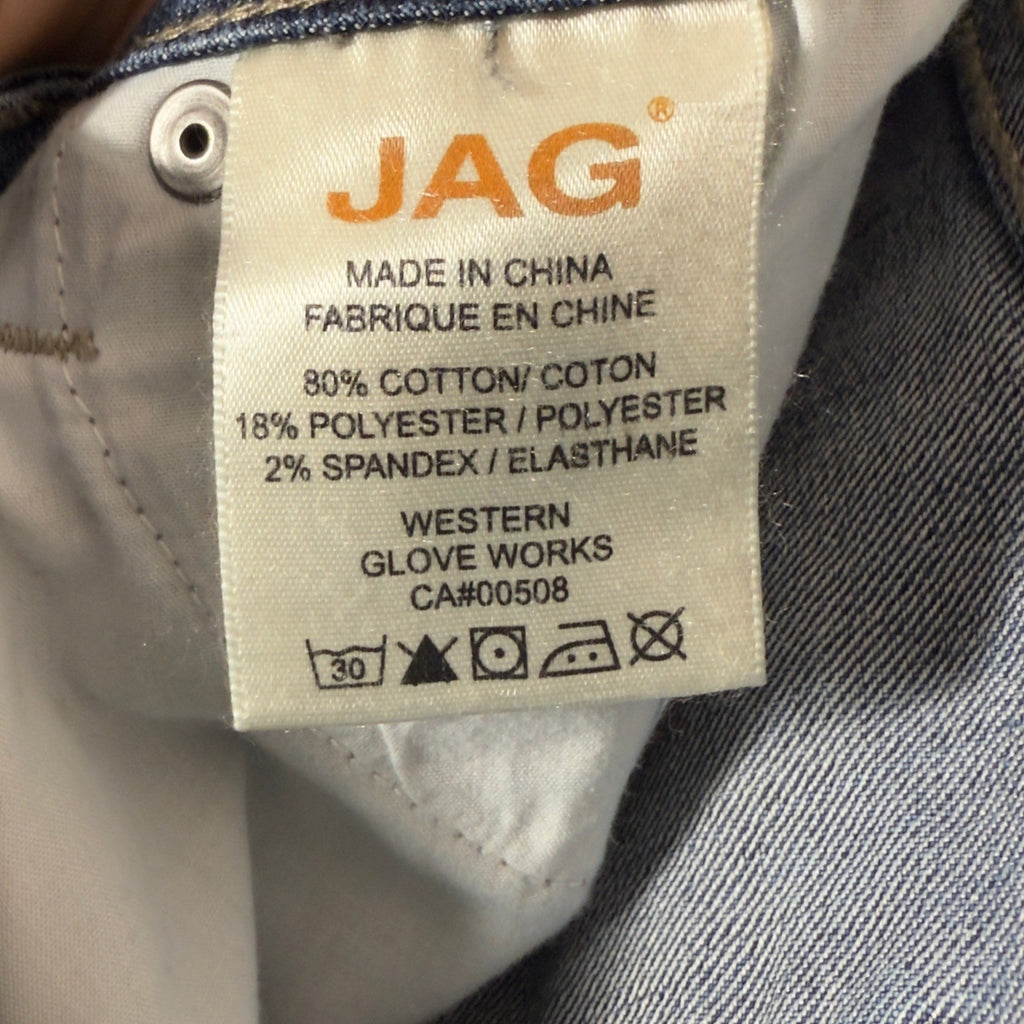 JAG®
MADE IN CHINA
FABRIQUE EN CHINE
80% COTTON/ COTON
18% POLYESTER / POLYESTER
2% SPANDEX / ELASTHANE
WESTERN
GLOVE WORKS
CA#00508
30